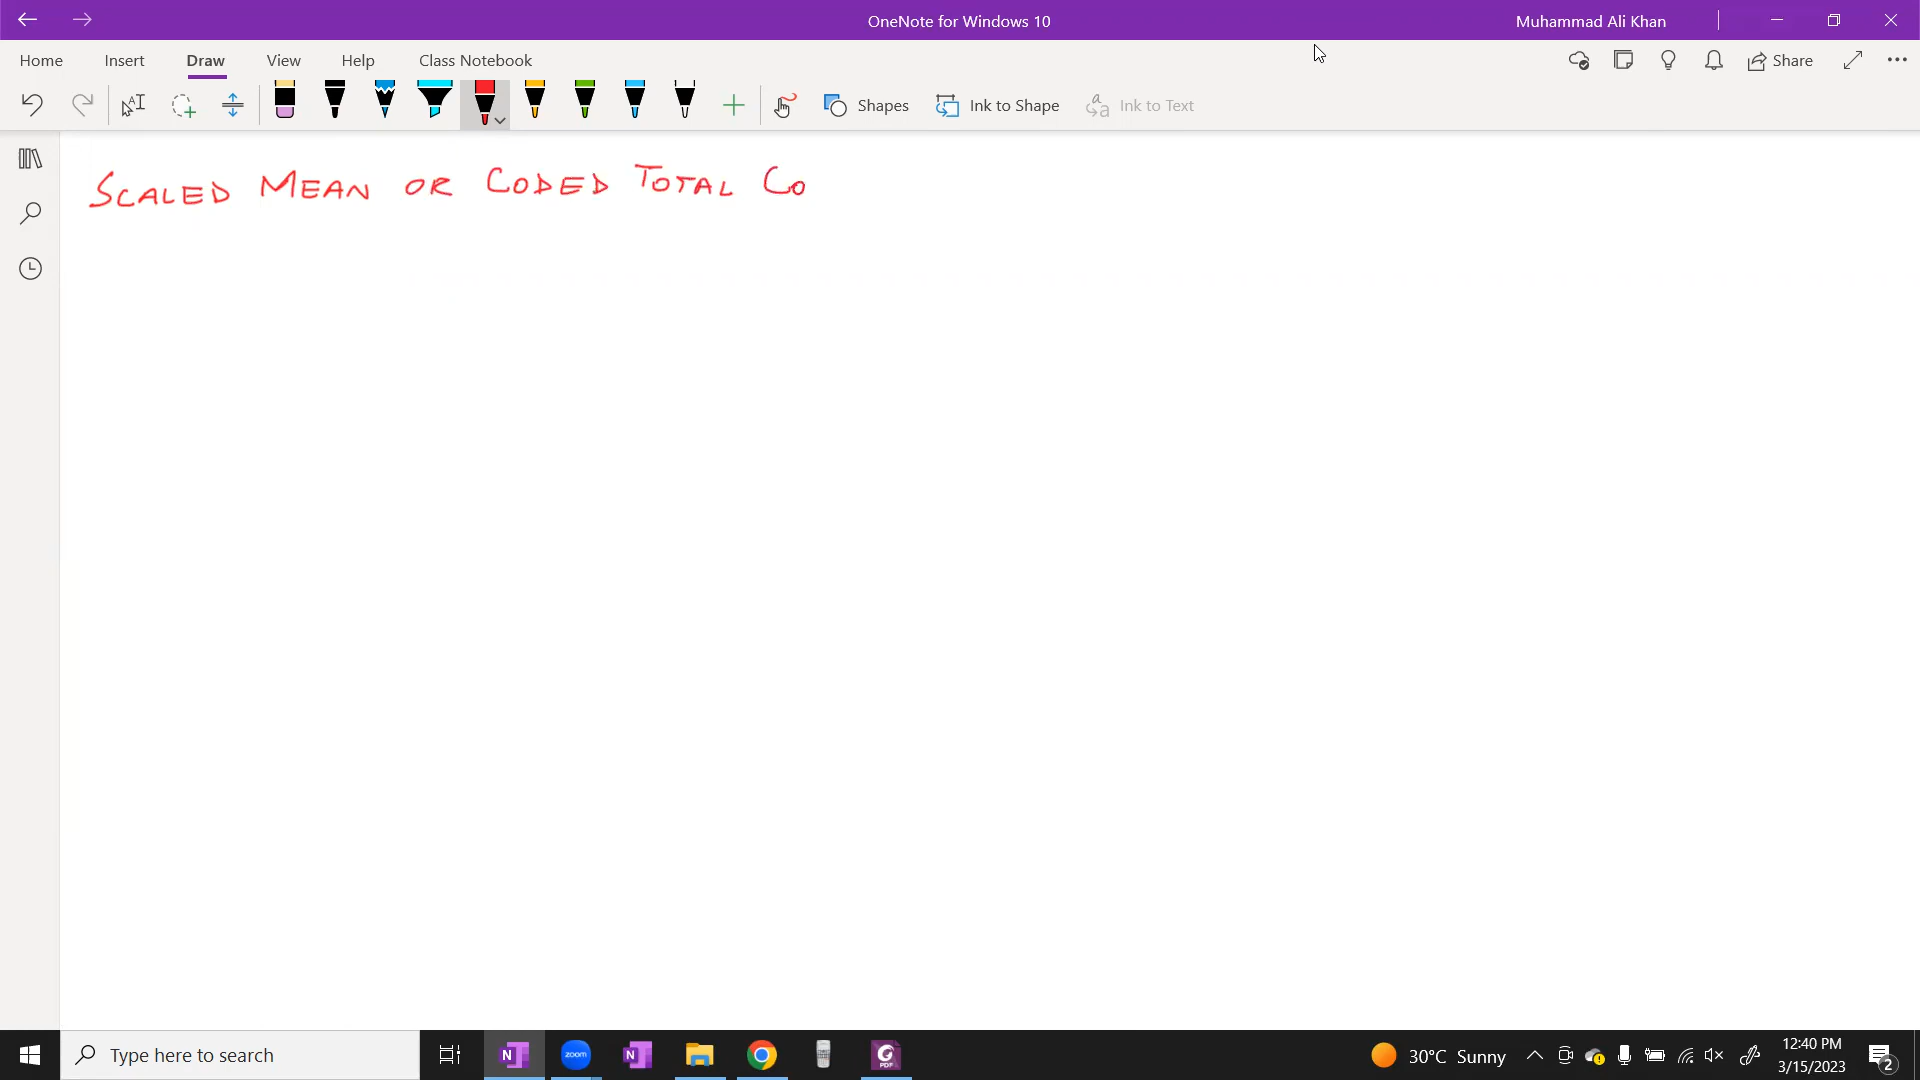 OneNote for Windows 10
Muhammad Ali Khan
Home Insert Draw View Help Class Notebook
Share
Shapes Ink to Shape Ink to Text
SCALED MEAN OR CODED TOTAL CO
Type here to search
30°C Sunny
12:40 PM
3/15/2023
2